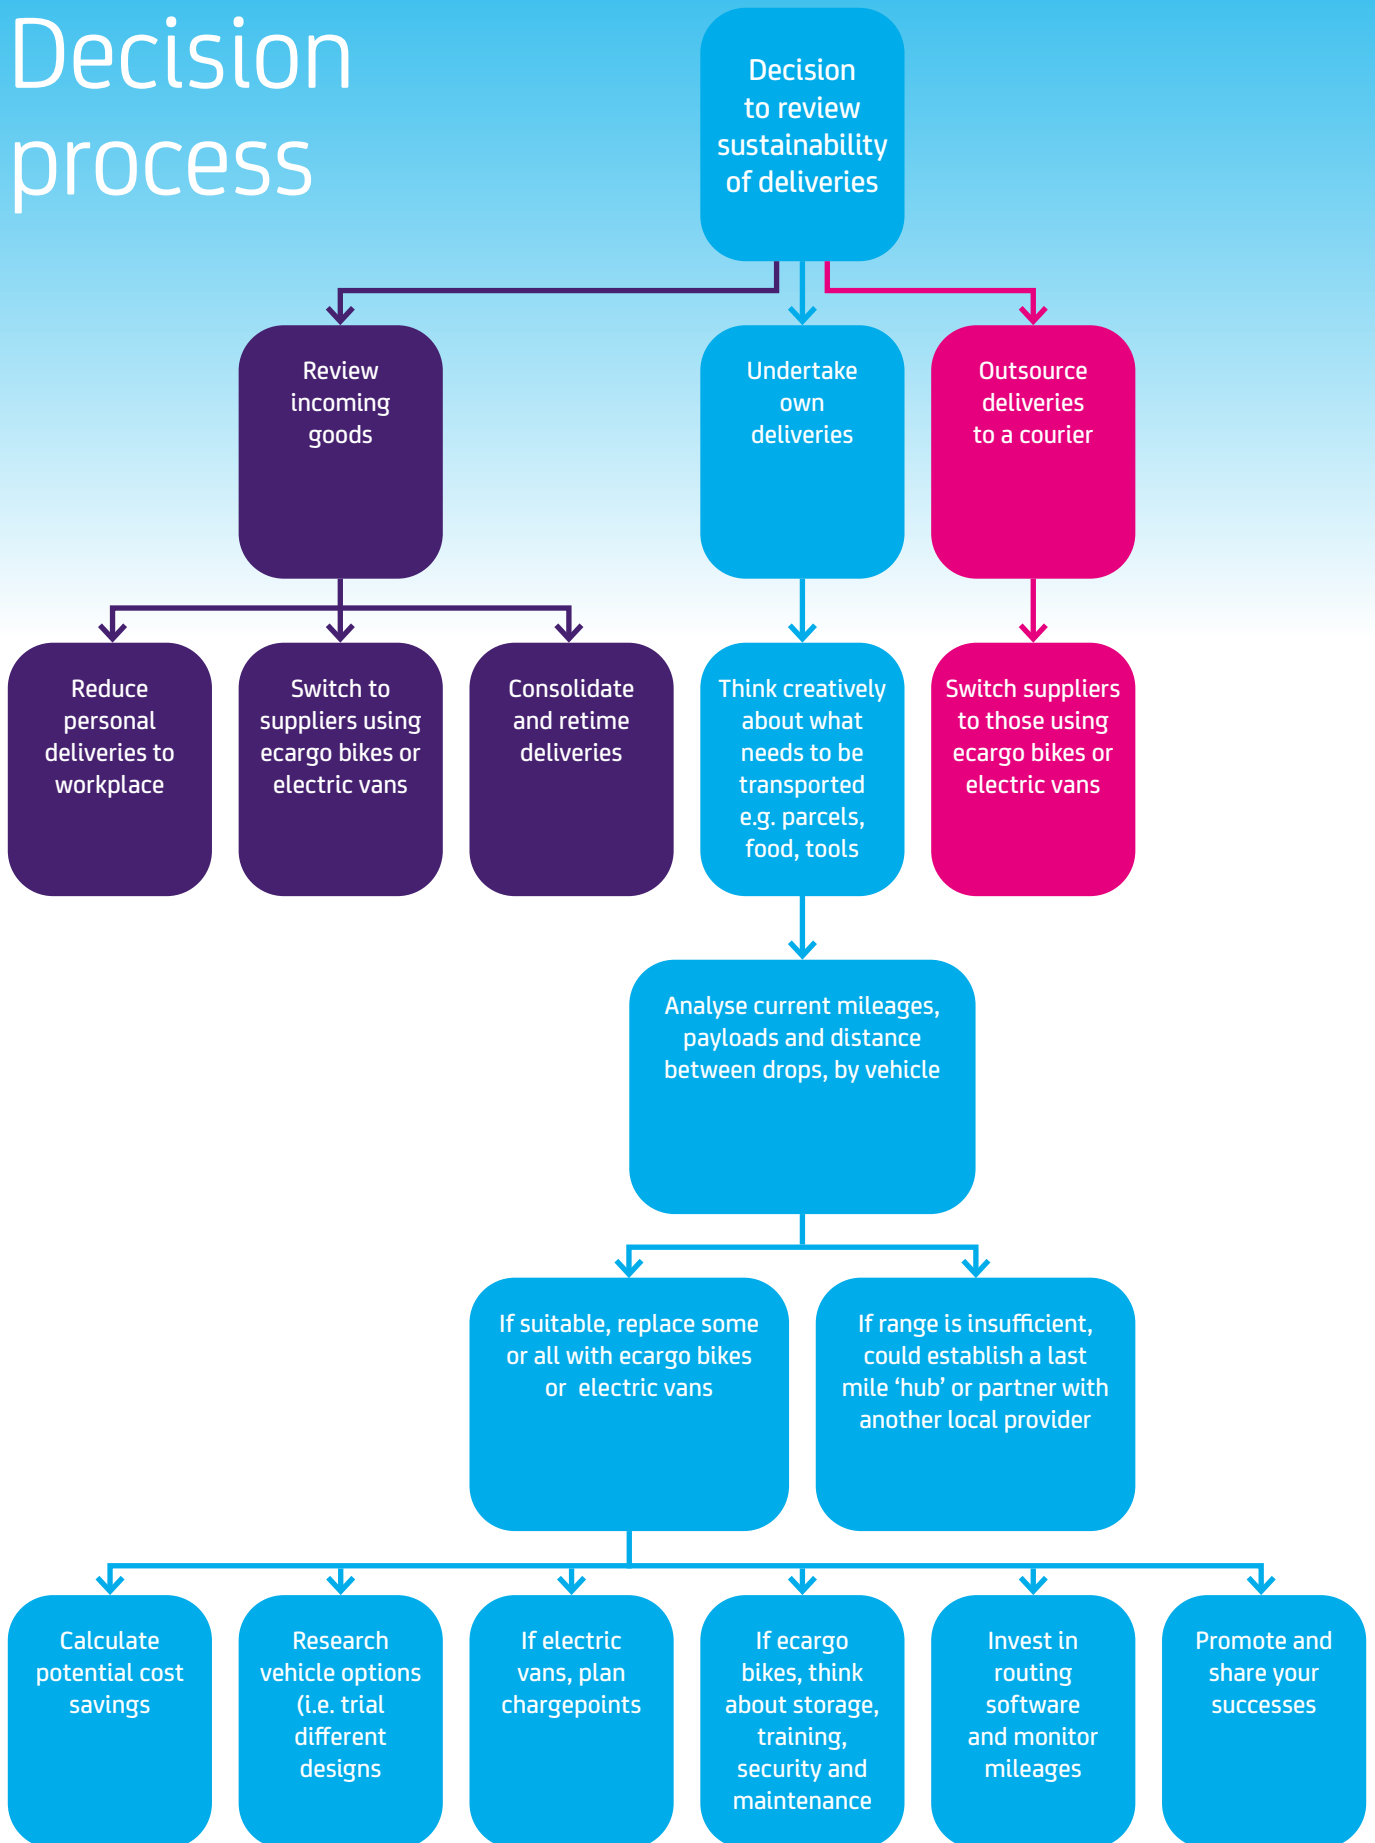 Decision
process
Decision
to review
sustainability
of deliveries
Review
incoming
goods
Undertake
own
deliveries
Outsource
deliveries
to a courier
Reduce
personal
deliveries to
workplace
Switch to
suppliers using
ecargo bikes or
electric vans
Consolidate
and retime
deliveries
Think creatively
about what
needs to be
transported
e.g. parcels,
food, tools
Switch suppliers
to those using
ecargo bikes or
electric vans
Analyse current mileages,
payloads and distance
between drops, by vehicle
If suitable, replace some
or all with ecargo bikes
or electric vans
If range is insufficient,
could establish a last
mile ‘hub’ or partner with
another local provider
Calculate
potential cost
savings
Research
vehicle options
(i.e. trial
different
designs
If electric
vans, plan
chargepoints
If ecargo
bikes, think
about storage,
training,
security and
maintenance
Invest in
routing
software
and monitor
mileages
Promote and
share your
successes